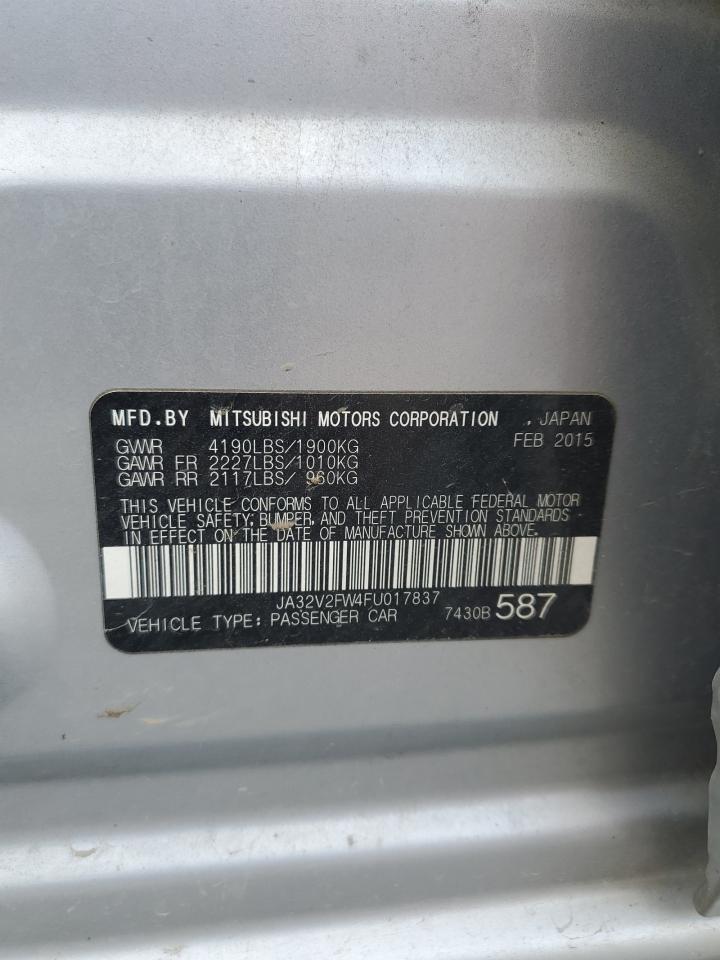 MFD.BY MITSUBISHI MOTORS CORPORATION , JAPAN
GVWR 4190LBS/1900KG FEB 2015
GAWR FR 2227LBS/1010KG
GAWR RR 2117LBS/ 960KG
THIS VEHICLE CONFORMS TO ALL APPLICABLE FEDERAL MOTOR
VEHICLE SAFETY, BUMPER, AND THEFT PREVENTION STANDARDS
IN EFFECT ON THE DATE OF MANUFACTURE SHOWN ABOVE.
JA32V2FW4FU017837
VEHICLE TYPE: PASSENGER CAR 7430B 587